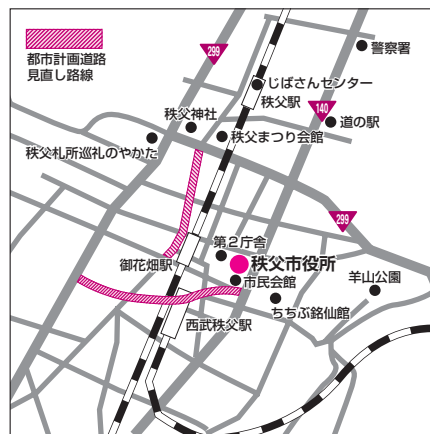 都市計画道路
見直し路線
299
警察署
じばさんセンター
秩父駅
140
道の駅
秩父神社
秩父まつり会館
秩父札所巡礼のやかた
299
第2庁舎
秩父市役所
御花畑駅
市民会館
羊山公園
ちちぶ銘仙館
西武秩父駅